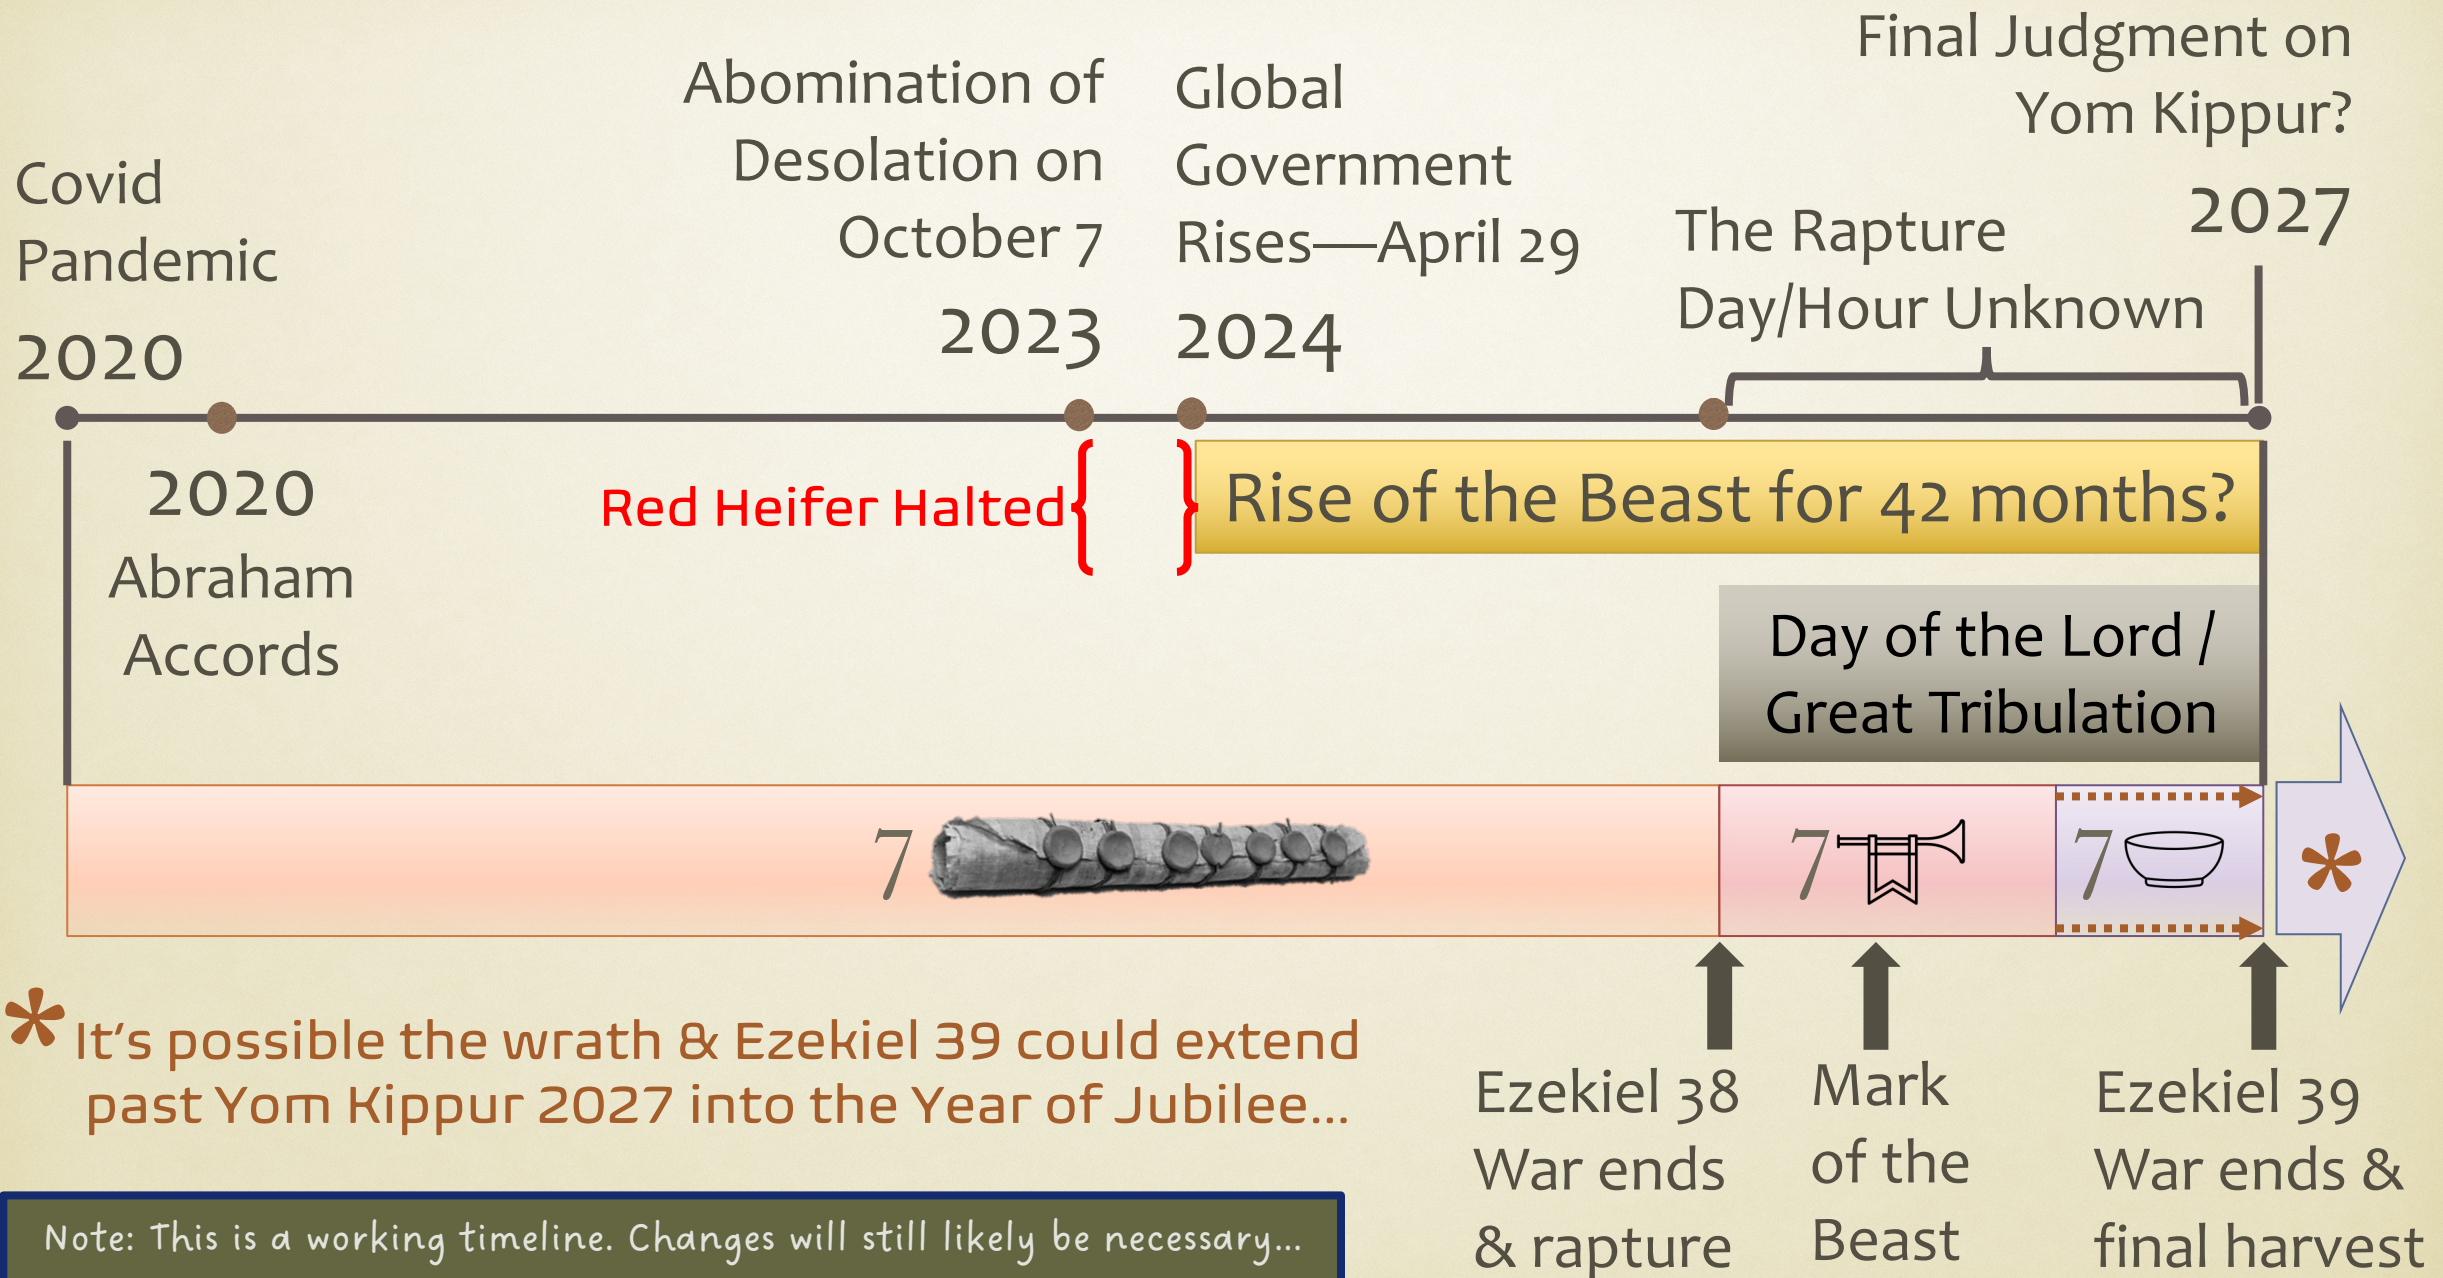 Covid
Pandemic
2020
Abomination of
Desolation on
October 7
2023
Global
Government
Rises—April 29
2024
The Rapture
Day/Hour Unknown
Final Judgment on
Yom Kippur?
2027
2020
Abraham
Accords
Red Heifer Halted
Rise of the Beast for 42 months?
Day of the Lord /
Great Tribulation
7
7
7
*
* It's possible the wrath & Ezekiel 39 could extend
past Yom Kippur 2027 into the Year of Jubilee...
Ezekiel 38
War ends
& rapture
Mark
of the
Beast
Ezekiel 39
War ends &
final harvest
Note: This is a working timeline. Changes will still likely be necessary...